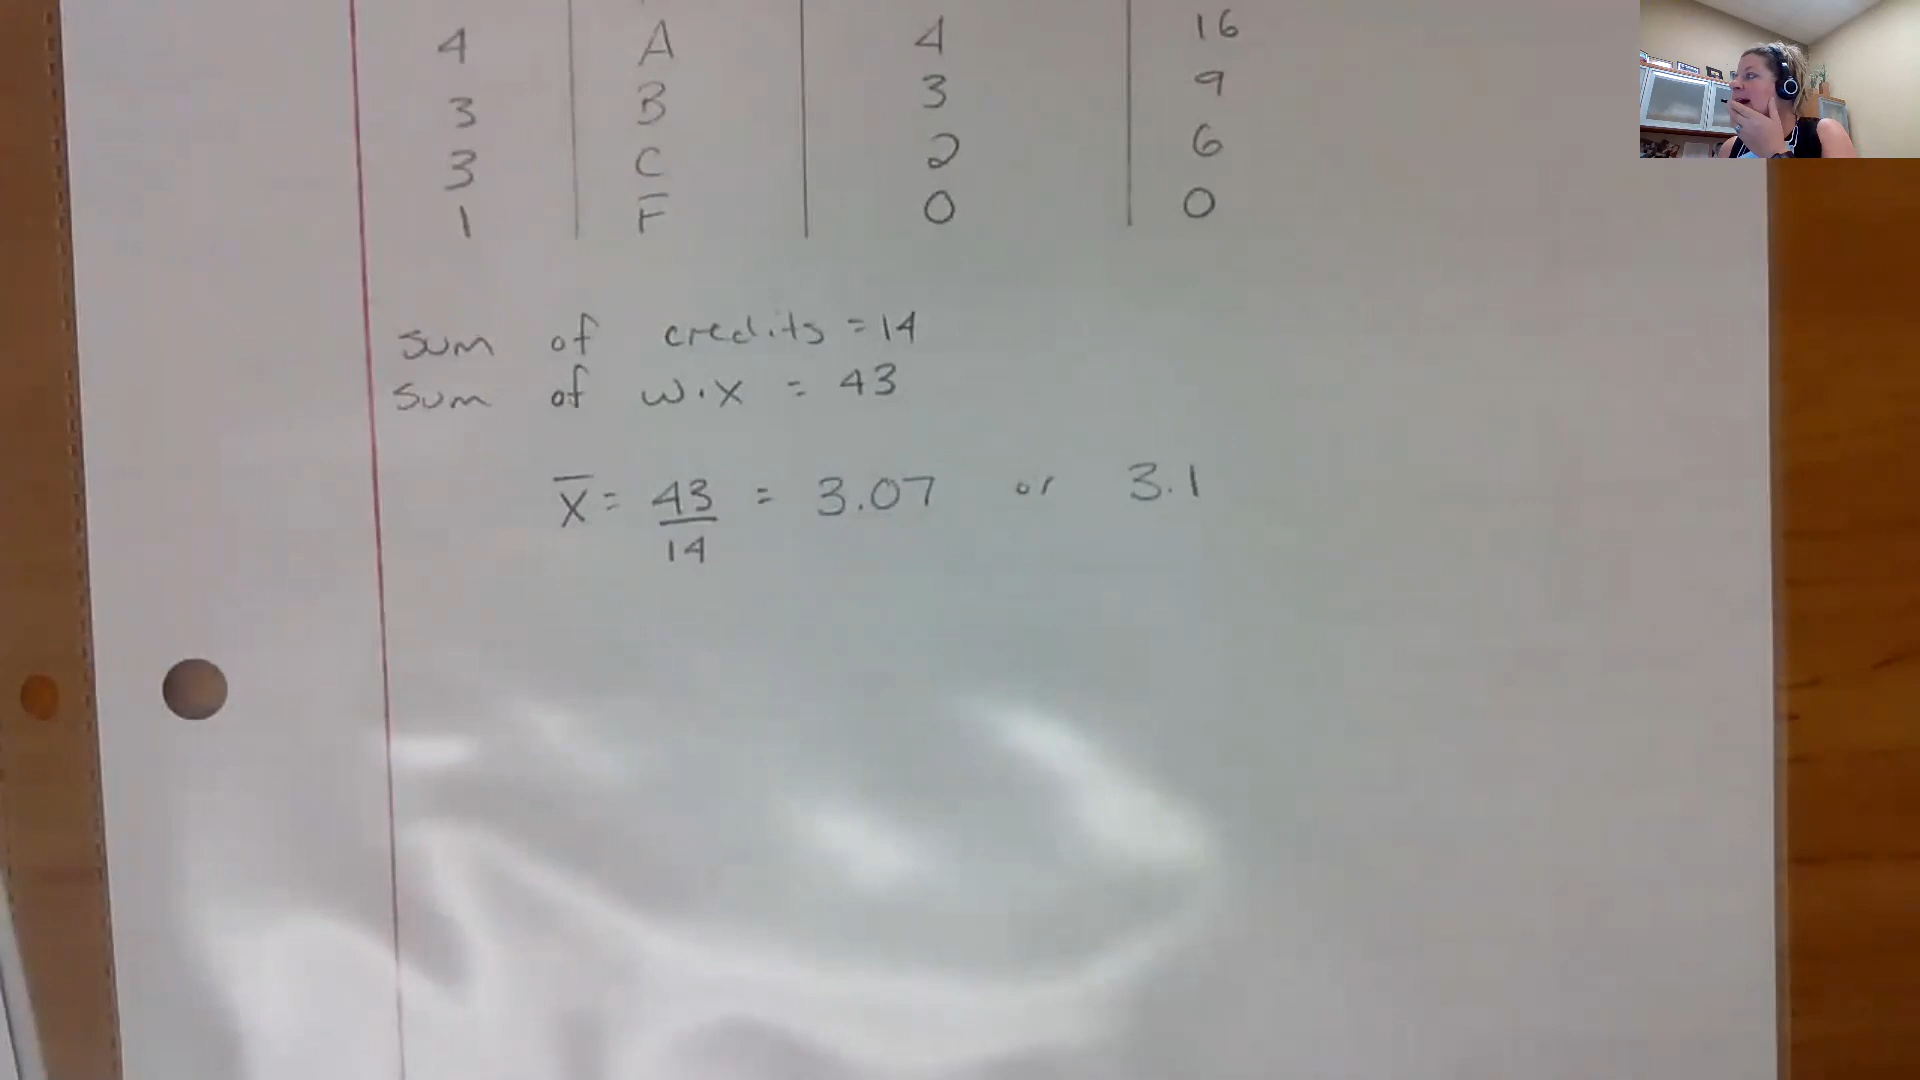 4 A 4 16
3 B 3 9
3 C 2 6
1 F 0 0
sum of credits = 14
sum of w·x = 43
x̄ = 43/14 = 3.07 or 3.1